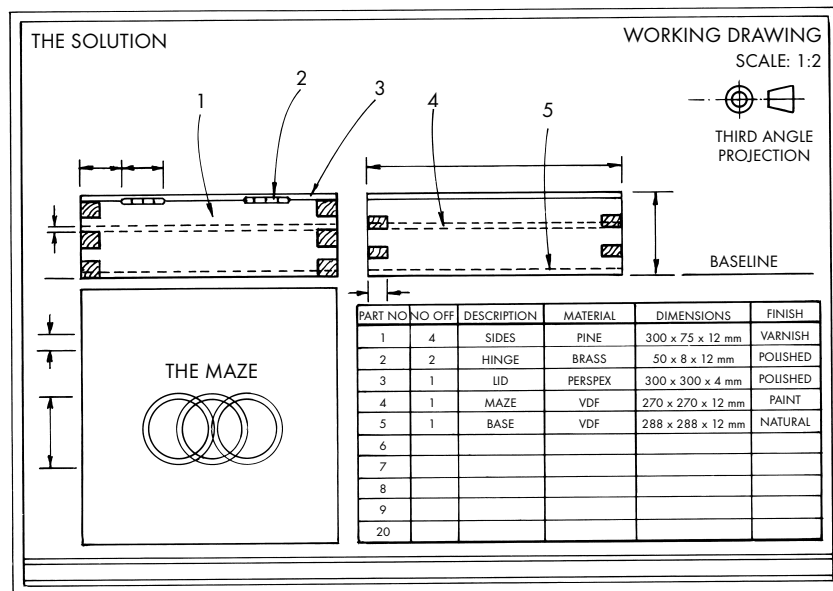 THE SOLUTION
WORKING DRAWING
SCALE: 1:2
THIRD ANGLE
PROJECTION
1
2
3
4
5
BASELINE
THE MAZE
PART NO NO OFF DESCRIPTION MATERIAL DIMENSIONS FINISH
1 4 SIDES PINE 300 x 75 x 12 mm VARNISH
2 2 HINGE BRASS 50 x 8 x 12 mm POLISHED
3 1 LID PERSPEX 300 x 300 x 4 mm POLISHED
4 1 MAZE VDF 270 x 270 x 12 mm PAINT
5 1 BASE VDF 288 x 288 x 12 mm NATURAL
6
7
8
9
20